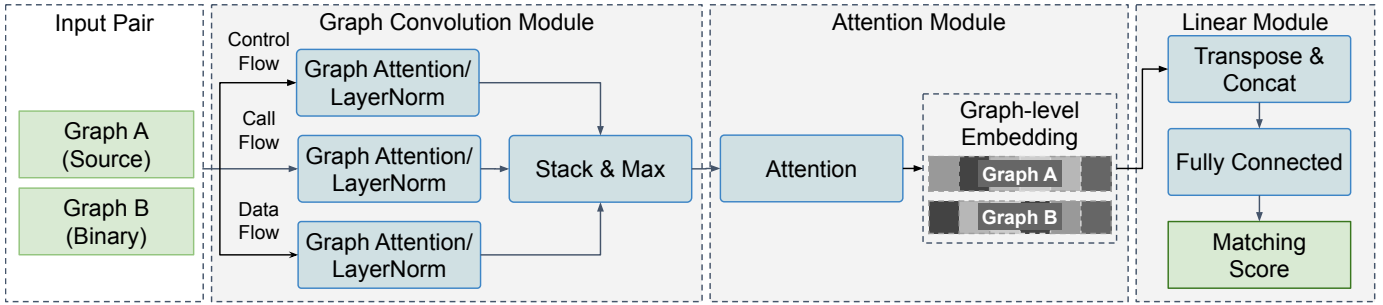 Input Pair
Graph A
(Source)
Graph B
(Binary)
Graph Convolution Module
Control
Flow
Graph Attention/
LayerNorm
Call
Flow
Graph Attention/
LayerNorm
Data
Flow
Graph Attention/
LayerNorm
Stack & Max
Attention Module
Attention
Graph-level
Embedding
Graph A
Graph B
Linear Module
Transpose &
Concat
Fully Connected
Matching
Score